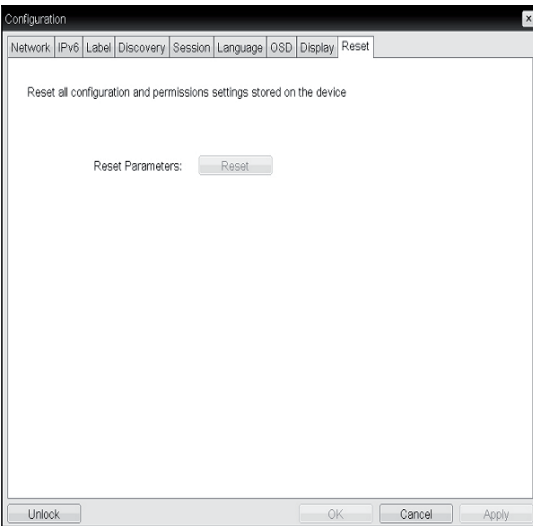 Configuration
Network IPv6 Label Discovery Session Language OSD Display Reset
Reset all configuration and permissions settings stored on the device
Reset Parameters: Reset
Unlock OK Cancel Apply